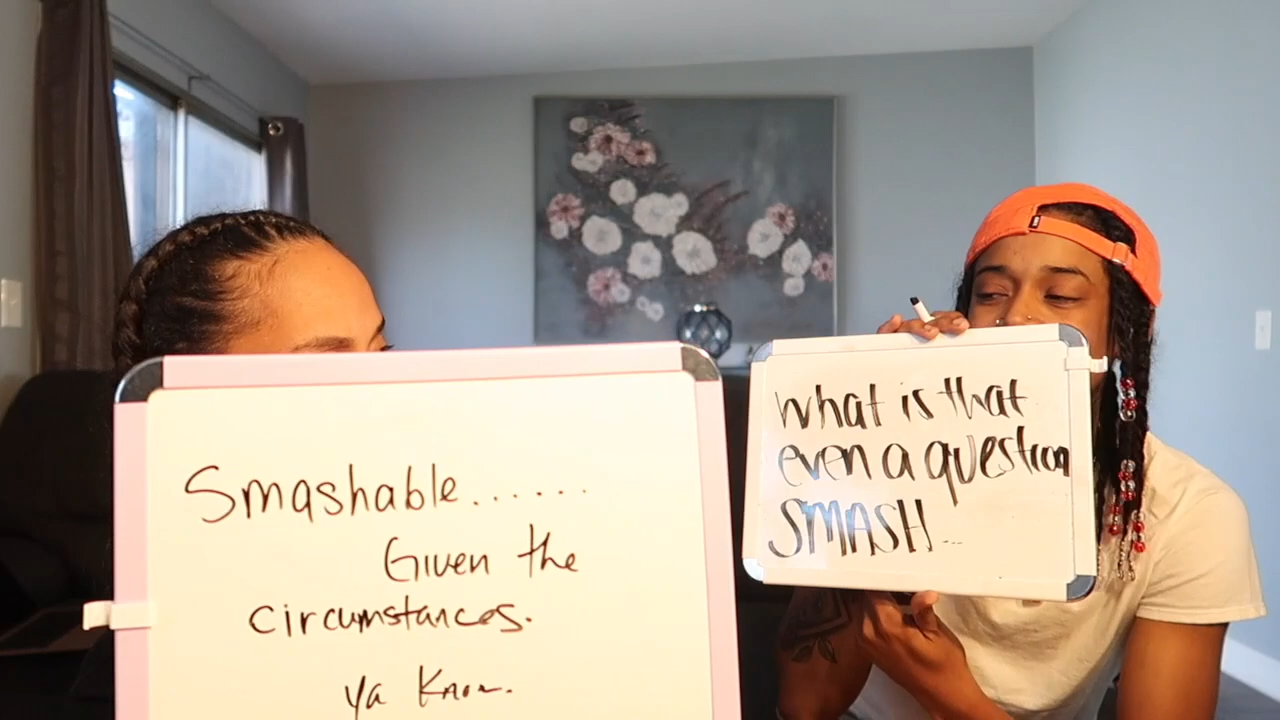 Smashable......
Given the
circumstances.
ya know.
What is that
even a question
SMASH...